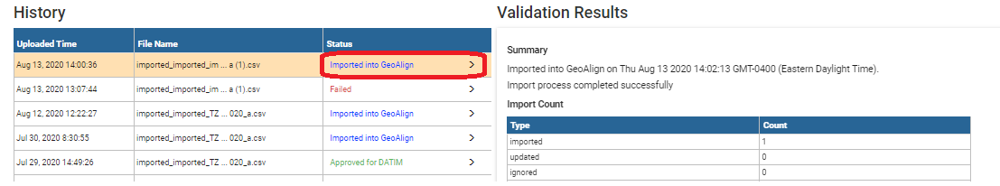 History
Uploaded Time File Name Status
Aug 13, 2020 14:00:36 imported_imported_im ... a (1).csv Imported into GeoAlign >
Aug 13, 2020 13:07:44 imported_imported_im ... a (1).csv Failed >
Aug 12, 2020 12:22:27 imported_imported_TZ ... 020_a.csv Imported into GeoAlign >
Jul 30, 2020 8:30:55 imported_imported_TZ ... 020_a.csv Imported into GeoAlign >
Jul 29, 2020 14:49:26 imported_imported_TZ ... 020_a.csv Approved for DATIM >
Validation Results
Summary
Imported into GeoAlign on Thu Aug 13 2020 14:02:13 GMT-0400 (Eastern Daylight Time).
Import process completed successfully
Import Count
Type Count
imported 1
updated 0
ignored 0